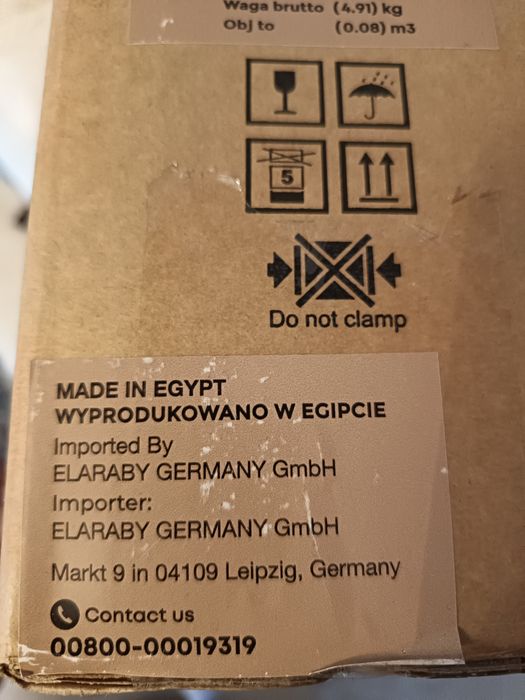 Waga brutto (4.91) kg
Obj to (0.08) m3
5
Do not clamp
MADE IN EGYPT
WYPRODUKOWANO W EGIPCIE
Imported By
ELARABY GERMANY GmbH
Importer:
ELARABY GERMANY GmbH
Markt 9 in 04109 Leipzig, Germany
Contact us
00800-00019319